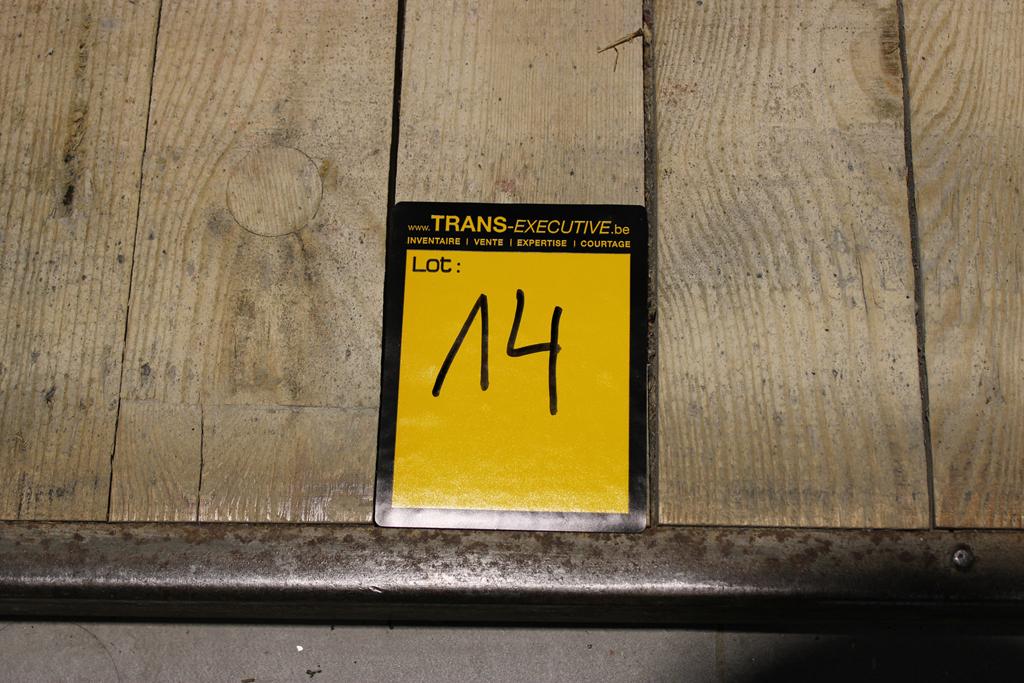 www.TRANS-EXECUTIVE.be
INVENTAIRE | VENTE | EXPERTISE | COURTAGE
Lot:
14